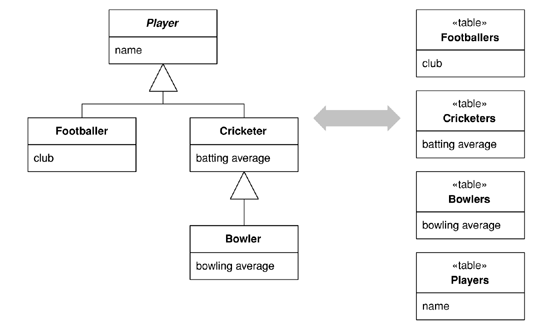 Player
name
Footballer
club
Cricketer
batting average
Bowler
bowling average
«table»
Footballers
club
«table»
Cricketers
batting average
«table»
Bowlers
bowling average
«table»
Players
name